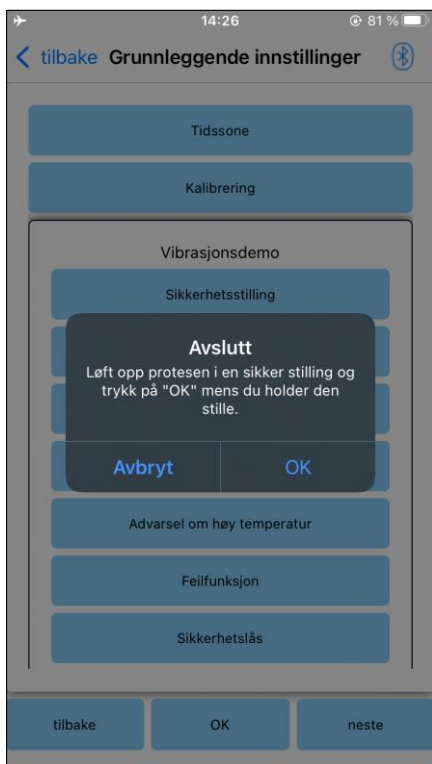 14:26
81 %
tilbake Grunnleggende innstillinger
Tidssone
Kalibrering
Vibrasjonsdemo
Sikkerhetsstilling
Avslutt
Løft opp protesen i en sikker stilling og
trykk på "OK" mens du holder den
stille.
Avbryt OK
Advarsel om høy temperatur
Feilfunksjon
Sikkerhetslås
tilbake OK neste